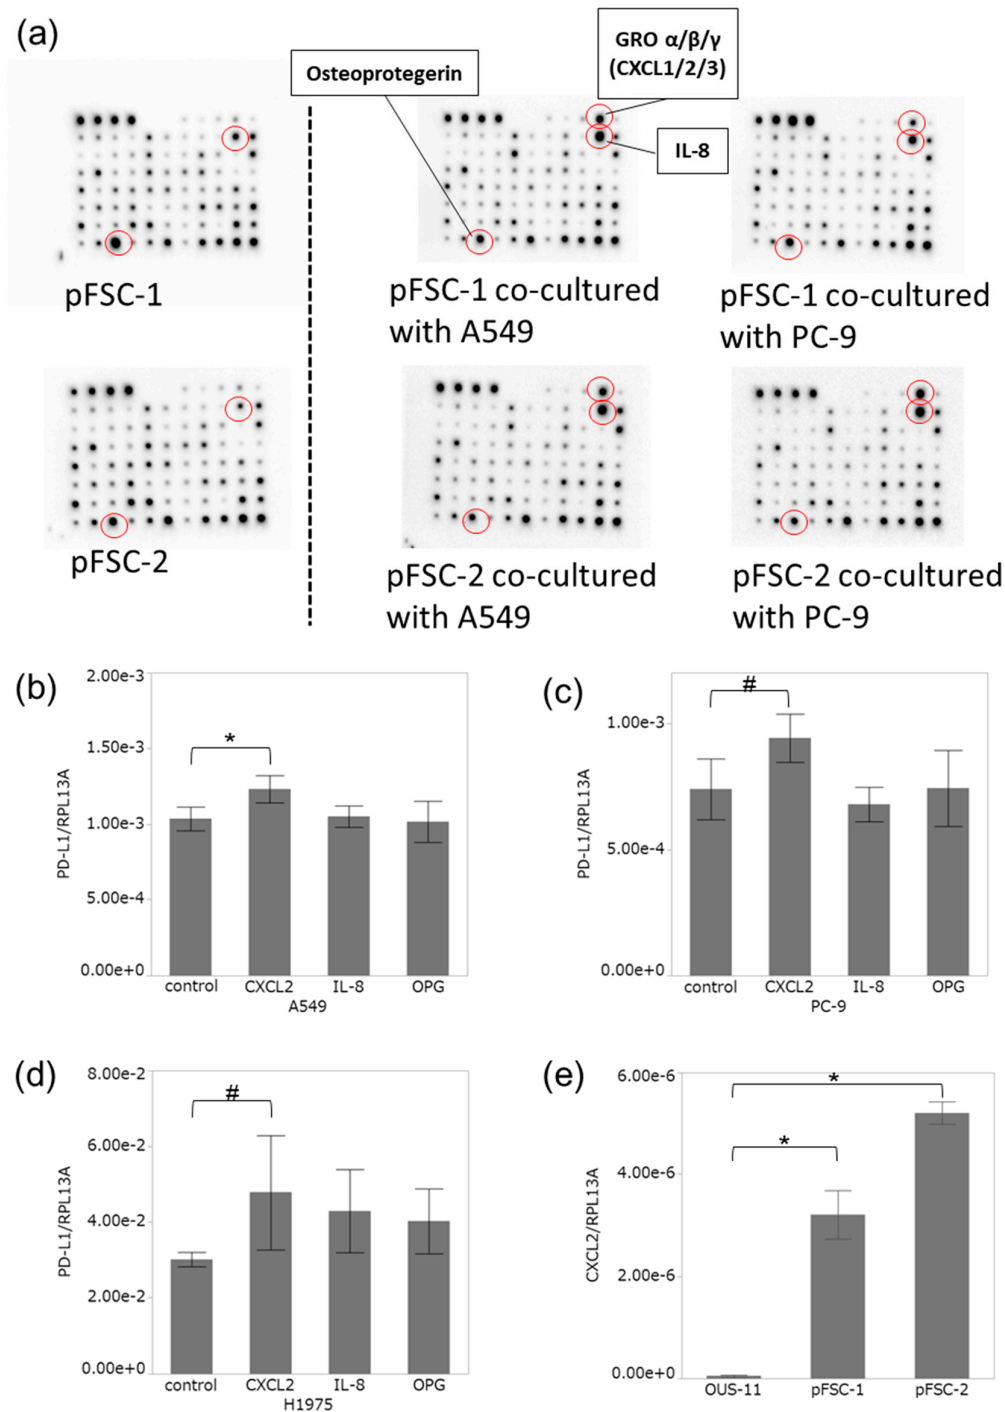 (a)
GRO α/β/γ
(CXCL1/2/3)
Osteoprotegerin
IL-8
pFSC-1
pFSC-1 co-cultured
with A549
pFSC-1 co-cultured
with PC-9
pFSC-2
pFSC-2 co-cultured
with A549
pFSC-2 co-cultured
with PC-9
(b)
2.00e-3
1.50e-3
1.00e-3
5.00e-4
0.00e+0
PD-L1/RPL13A
*
control CXCL2 IL-8 OPG
A549
(c)
1.00e-3
5.00e-4
0.00e+0
PD-L1/RPL13A
#
control CXCL2 IL-8 OPG
PC-9
(d)
8.00e-2
6.00e-2
4.00e-2
2.00e-2
0.00e+0
PD-L1/RPL13A
#
control CXCL2 IL-8 OPG
H1975
(e)
6.00e-6
4.00e-6
2.00e-6
0.00e+0
CXCL2/RPL13A
*
*
OUS-11 pFSC-1 pFSC-2